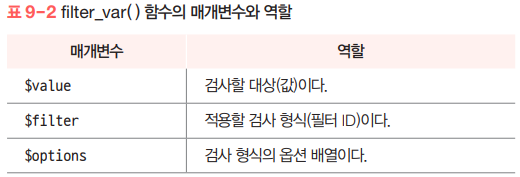 표 9-2 filter_var( ) 함수의 매개변수와 역할
매개변수 역할
$value 검사할 대상(값)이다.
$filter 적용할 검사 형식(필터 ID)이다.
$options 검사 형식의 옵션 배열이다.